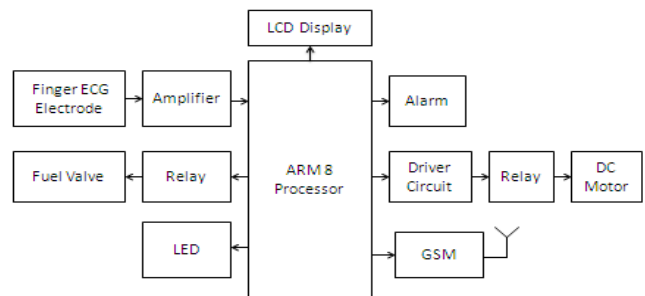 LCD Display
Finger ECG
Electrode
Amplifier
Alarm
ARM 8
Processor
Fuel Valve
Relay
Driver
Circuit
Relay
DC
Motor
LED
GSM